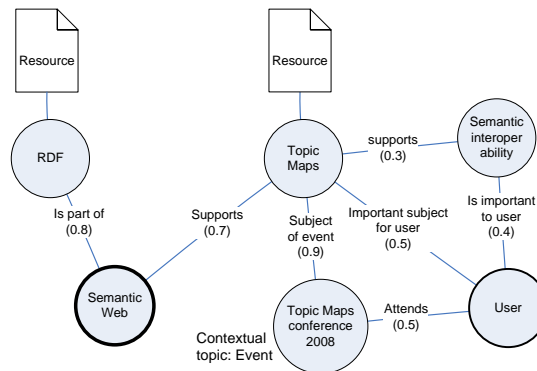 Resource
Resource
RDF
Topic
Maps
supports
(0.3)
Semantic
interoper
ability
Is part of
(0.8)
Supports
(0.7)
Subject
of event
(0.9)
Important subject
for user
(0.5)
Is important
to user
(0.4)
Semantic
Web
Contextual
topic: Event
Topic Maps
conference
2008
Attends
(0.5)
User